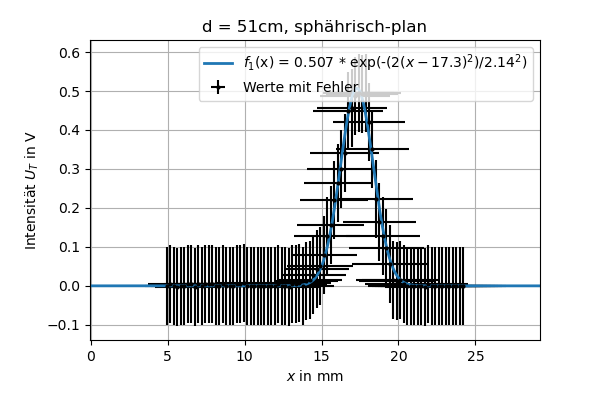 d = 51cm, sphährisch-plan
f₁(x) = 0.507 * exp(-(2(x − 17.3)²)/2.14²)
Werte mit Fehler
Intensität U_T in V
0.6
0.5
0.4
0.3
0.2
0.1
0.0
−0.1
0 5 10 15 20 25
x in mm